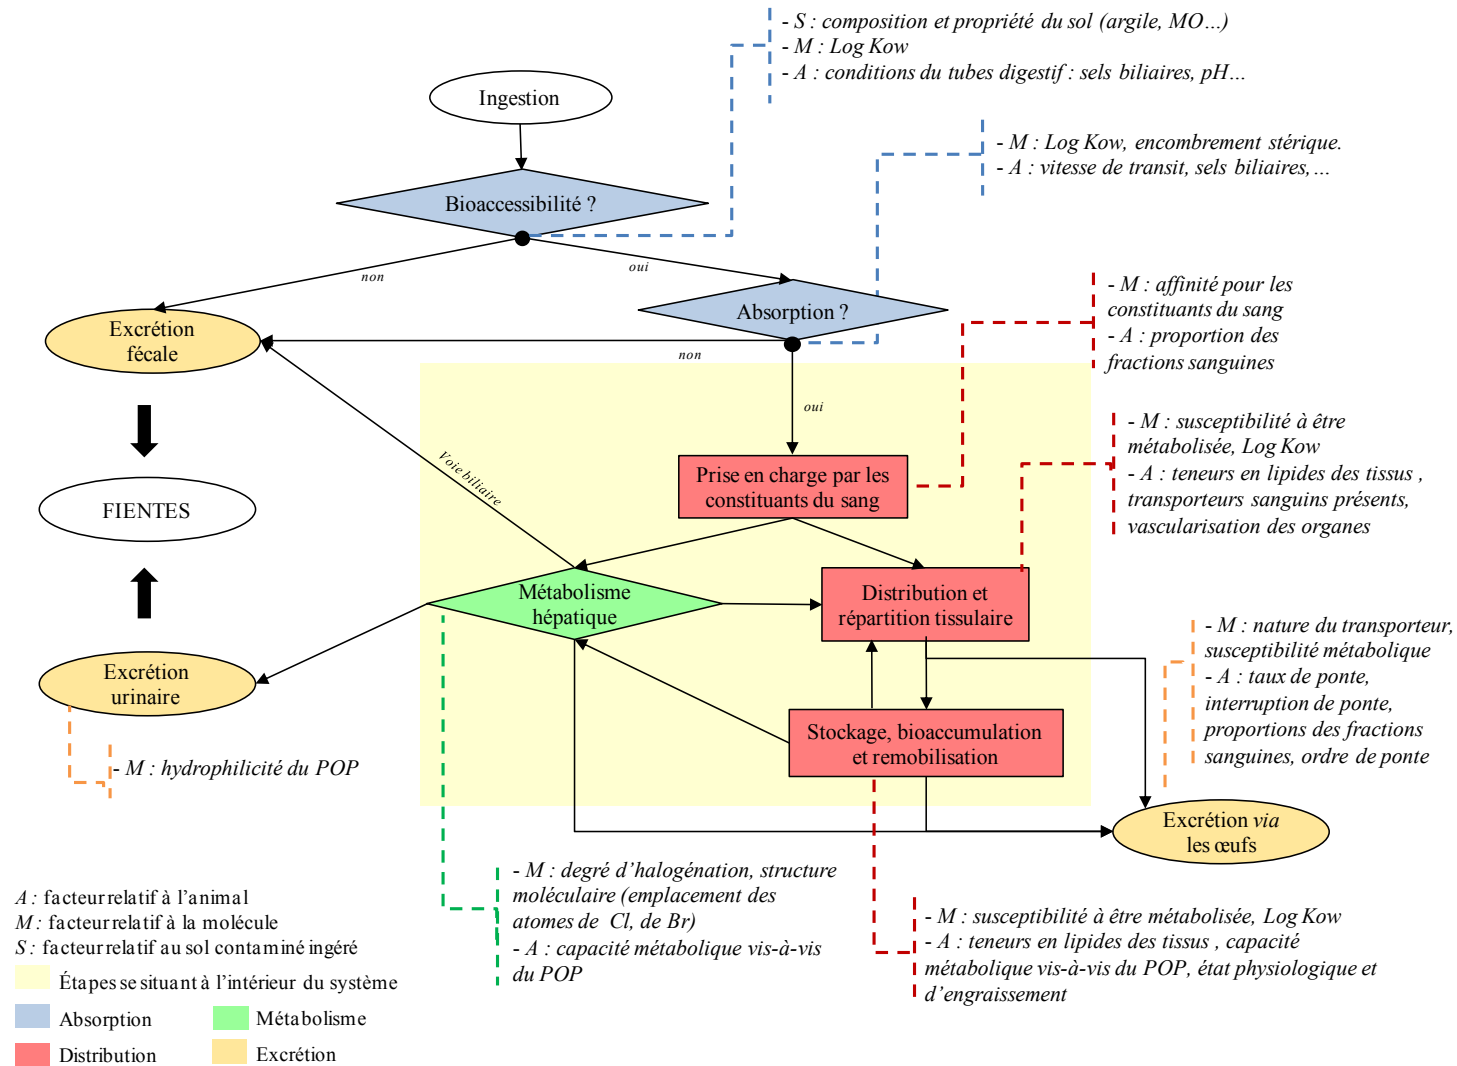 - S : composition et propriété du sol (argile, MO…)
- M : Log Kow
- A : conditions du tubes digestif : sels biliaires, pH…
Ingestion
- M : Log Kow, encombrement stérique.
- A : vitesse de transit, sels biliaires,…
Bioaccessibilité ?
non
oui
- M : affinité pour les
constituants du sang
- A : proportion des
fractions sanguines
Absorption ?
Excrétion
fécale
non
oui
- M : susceptibilité à être
métabolisée, Log Kow
- A : teneurs en lipides des tissus ,
transporteurs sanguins présents,
vascularisation des organes
Voie biliaire
Prise en charge par les
constituants du sang
FIENTES
Métabolisme
hépatique
Distribution et
répartition tissulaire
- M : nature du transporteur,
susceptibilité métabolique
- A : taux de ponte,
interruption de ponte,
proportions des fractions
sanguines, ordre de ponte
Excrétion
urinaire
Stockage, bioaccumulation
et remobilisation
- M : hydrophilicité du POP
Excrétion via
les œufs
- M : degré d’halogénation, structure
moléculaire (emplacement des
atomes de Cl, de Br)
- A : capacité métabolique vis-à-vis
du POP
- M : susceptibilité à être métabolisée, Log Kow
- A : teneurs en lipides des tissus , capacité
métabolique vis-à-vis du POP, état physiologique et
d’engraissement
A : facteur relatif à l’animal
M : facteur relatif à la molécule
S : facteur relatif au sol contaminé ingéré
Étapes se situant à l’intérieur du système
Absorption
Métabolisme
Distribution
Excrétion